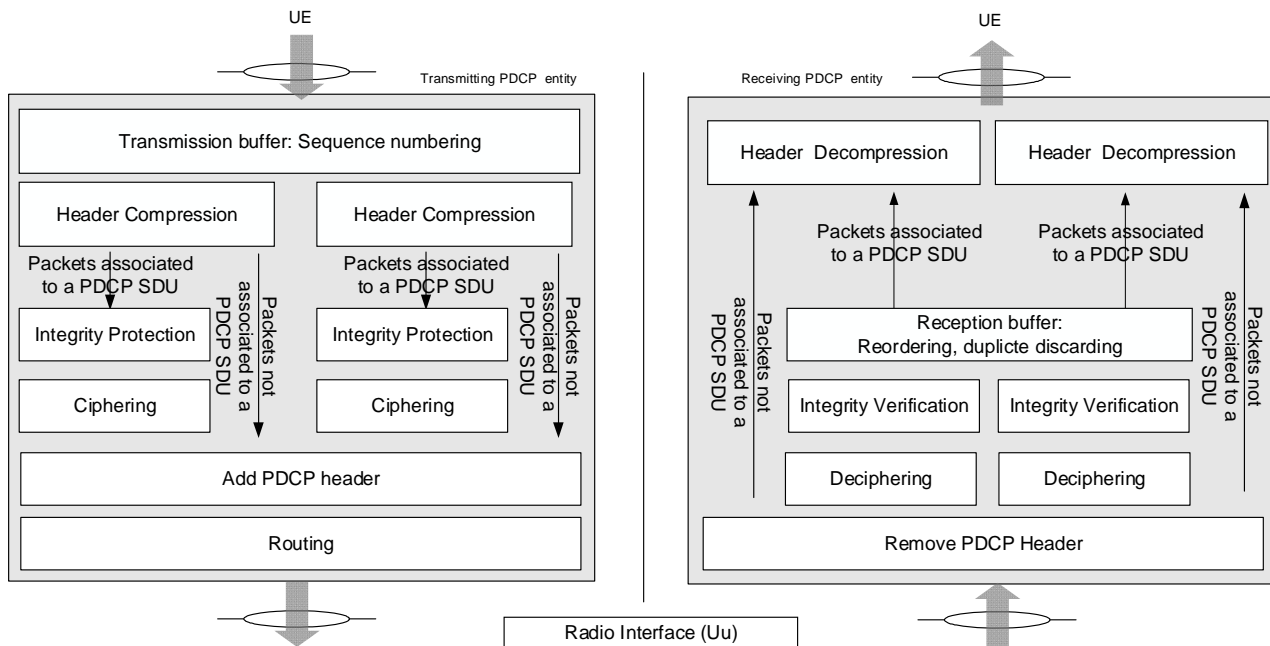 UE
Transmitting PDCP entity
Transmission buffer: Sequence numbering
Header Compression
Header Compression
Packets associated
to a PDCP SDU
Packets associated
to a PDCP SDU
Packets not
associated to a
PDCP SDU
Packets not
associated to a
PDCP SDU
Integrity Protection
Integrity Protection
Ciphering
Ciphering
Add PDCP header
Routing
UE
Receiving PDCP entity
Header Decompression
Header Decompression
Packets associated
to a PDCP SDU
Packets associated
to a PDCP SDU
Packets not
associated to a
PDCP SDU
Packets not
associated to a
PDCP SDU
Reception buffer:
Reordering, duplicte discarding
Integrity Verification
Integrity Verification
Deciphering
Deciphering
Remove PDCP Header
Radio Interface (Uu)